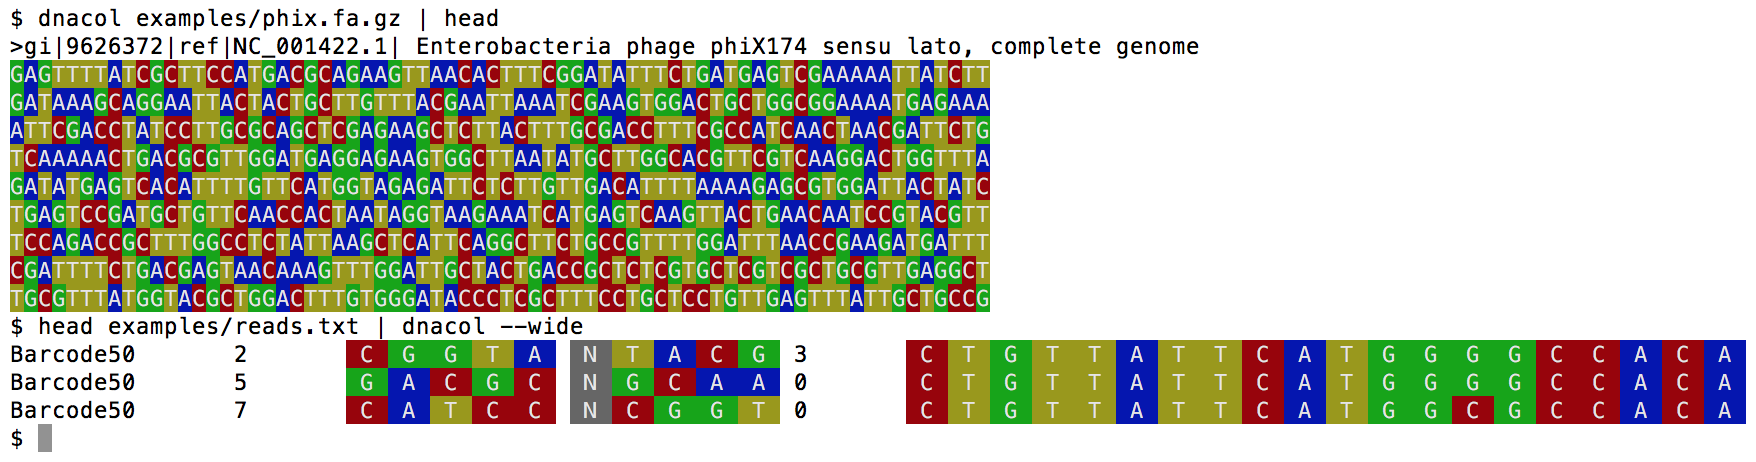 $ dnacol examples/phix.fa.gz | head
>gi|9626372|ref|NC_001422.1| Enterobacteria phage phiX174 sensu lato, complete genome
GAGTTTTATCGCTTCCATGACGCAGAAGTTAACACTTTCGGATATTTCTGATGAGTCGAAAAATTATCTT
GATAAAGCAGGAATTACTACTGCTTGTTTACGAATTAAATCGAAGTGGACTGCTGGCGGAAAATGAGAAA
ATTCGACCTATCCTTGCGCAGCTCGAGAAGCTCTTACTTTGCGACCTTTCGCCATCAACTAACGATTCTG
TCAAAAACTGACGCGTTGGATGAGGAGAAGTGGCTTAATATGCTTGGCACGTTCGTCAAGGACTGGTTTA
GATATGAGTCACATTTTGTTCATGGTAGAGATTCTCTTGTTGACATTTTAAAAGAGCGTGGATTACTATC
TGAGTCCGATGCTGTTCAACCACTAATAGGTAAGAAATCATGAGTCAAGTTACTGAACAATCCGTACGTT
TCCAGACCGCTTTGGCCTCTATTAAGCTCATTCAGGCTTCTGCCGTTTTGGATTTAACCGAAGATGATTT
CGATTTTCTGACGAGTAACAAAGTTTGGATTGCTACTGACCGCTCTCGTGCTCGTCGCTGCGTTGAGGCT
TGCGTTTATGGTACGCTGGACTTTGTGGGATACCCTCGCTTTCCTGCTCCTGTTGAGTTTATTGCTGCCG
$ head examples/reads.txt | dnacol --wide
Barcode50 2 C G G T A N T A C G 3 C T G T T A T T C A T G G G G C C A C A
Barcode50 5 G A C G C N G C A A 0 C T G T T A T T C A T G G G G C C A C A
Barcode50 7 C A T C C N C G G T 0 C T G T T A T T C A T G G C G C C A C A
$